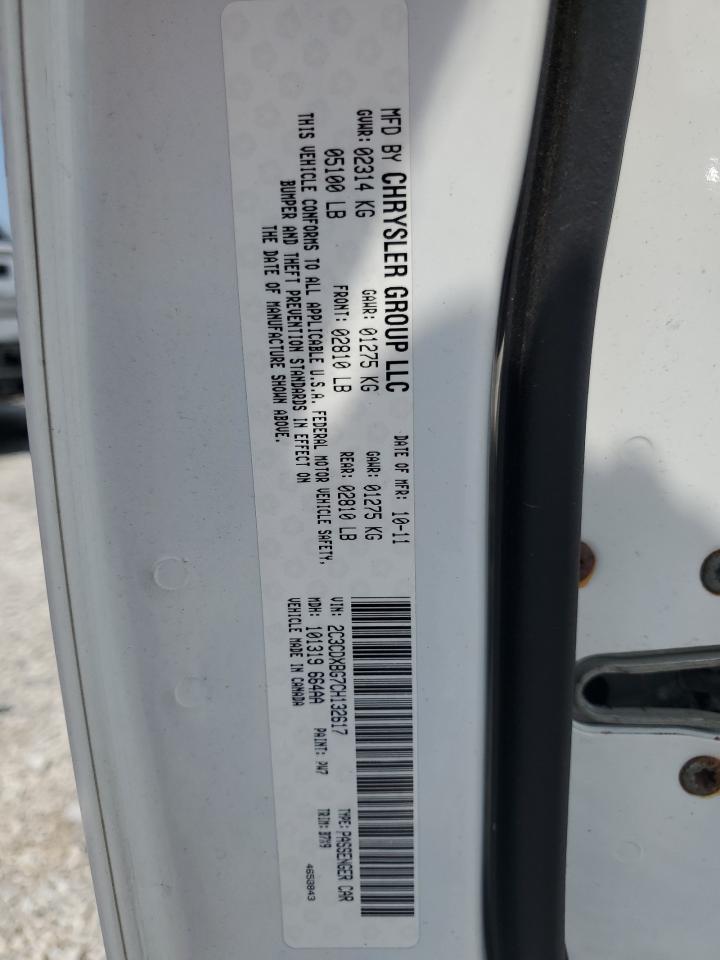 MFD BY CHRYSLER GROUP LLC
DATE OF MFR: 10-11
GVWR: 02314 KG
GAWR: 01275 KG
GAWR: 01275 KG
05100 LB
FRONT: 02810 LB
REAR: 02810 LB
THIS VEHICLE CONFORMS TO ALL APPLICABLE U.S.A. FEDERAL MOTOR VEHICLE SAFETY,
BUMPER AND THEFT PREVENTION STANDARDS IN EFFECT ON
THE DATE OF MANUFACTURE SHOWN ABOVE.
VIN: 2C3CDXBG7CH132617
TYPE: PASSENGER CAR
MDH: 101319 664AA
PAINT: PW7
TRIM: B7X9
VEHICLE MADE IN CANADA
4653843